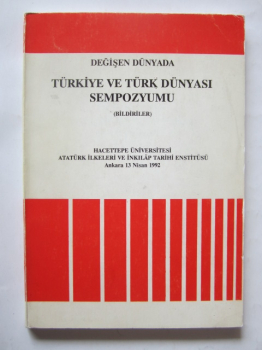 DEĞİŞEN DÜNYADA
TÜRKİYE VE TÜRK DÜNYASI
SEMPOZYUMU
(BİLDİRİLER)
HACETTEPE ÜNİVERSİTESİ
ATATÜRK İLKELERİ VE İNKILÂP TARİHİ ENSTİTÜSÜ
Ankara 13 Nisan 1992